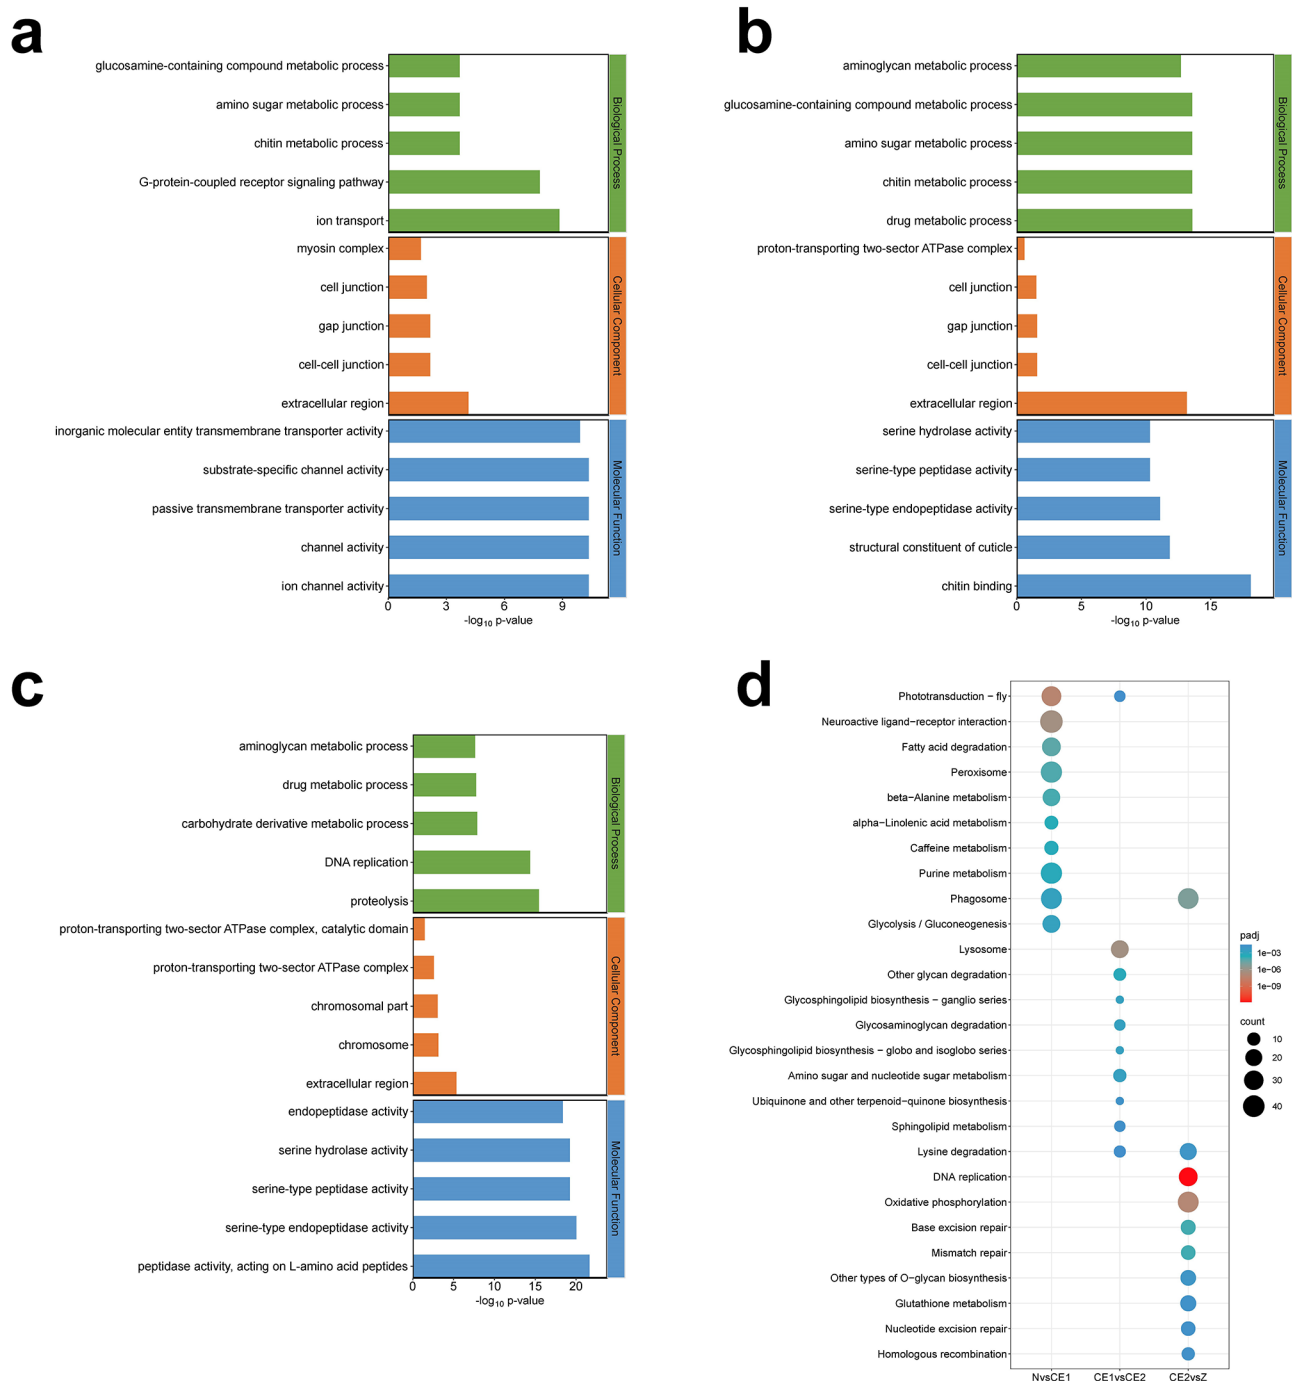 a
glucosamine-containing compound metabolic process
amino sugar metabolic process
chitin metabolic process
G-protein-coupled receptor signaling pathway
ion transport
Biological Process
myosin complex
cell junction
gap junction
cell-cell junction
extracellular region
Cellular Component
inorganic molecular entity transmembrane transporter activity
substrate-specific channel activity
passive transmembrane transporter activity
channel activity
ion channel activity
Molecular Function
0 3 6 9
-log10 p-value
b
aminoglycan metabolic process
glucosamine-containing compound metabolic process
amino sugar metabolic process
chitin metabolic process
drug metabolic process
Biological Process
proton-transporting two-sector ATPase complex
cell junction
gap junction
cell-cell junction
extracellular region
Cellular Component
serine hydrolase activity
serine-type peptidase activity
serine-type endopeptidase activity
structural constituent of cuticle
chitin binding
Molecular Function
0 5 10 15
-log10 p-value
c
aminoglycan metabolic process
drug metabolic process
carbohydrate derivative metabolic process
DNA replication
proteolysis
Biological Process
proton-transporting two-sector ATPase complex, catalytic domain
proton-transporting two-sector ATPase complex
chromosomal part
chromosome
extracellular region
Cellular Component
endopeptidase activity
serine hydrolase activity
serine-type peptidase activity
serine-type endopeptidase activity
peptidase activity, acting on L-amino acid peptides
Molecular Function
0 5 10 15 20
-log10 p-value
d
Phototransduction − fly
Neuroactive ligand−receptor interaction
Fatty acid degradation
Peroxisome
beta−Alanine metabolism
alpha−Linolenic acid metabolism
Caffeine metabolism
Purine metabolism
Phagosome
Glycolysis / Gluconeogenesis
Lysosome
Other glycan degradation
Glycosphingolipid biosynthesis − ganglio series
Glycosaminoglycan degradation
Glycosphingolipid biosynthesis − globo and isoglobo series
Amino sugar and nucleotide sugar metabolism
Ubiquinone and other terpenoid−quinone biosynthesis
Sphingolipid metabolism
Lysine degradation
DNA replication
Oxidative phosphorylation
Base excision repair
Mismatch repair
Other types of O−glycan biosynthesis
Glutathione metabolism
Nucleotide excision repair
Homologous recombination
NvsCE1 CE1vsCE2 CE2vsZ
padj
1e−03
1e−06
1e−09
count
10
20
30
40